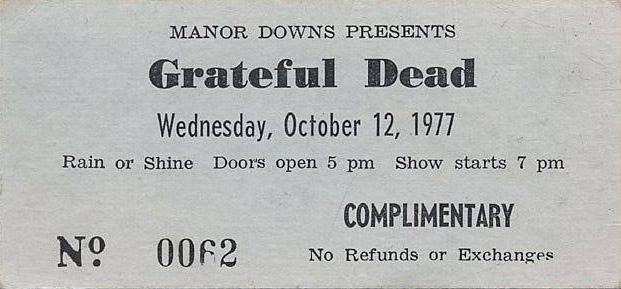 MANOR DOWNS PRESENTS
Grateful Dead
Wednesday, October 12, 1977
Rain or Shine Doors open 5 pm Show starts 7 pm
COMPLIMENTARY
Nº 0062
No Refunds or Exchanges